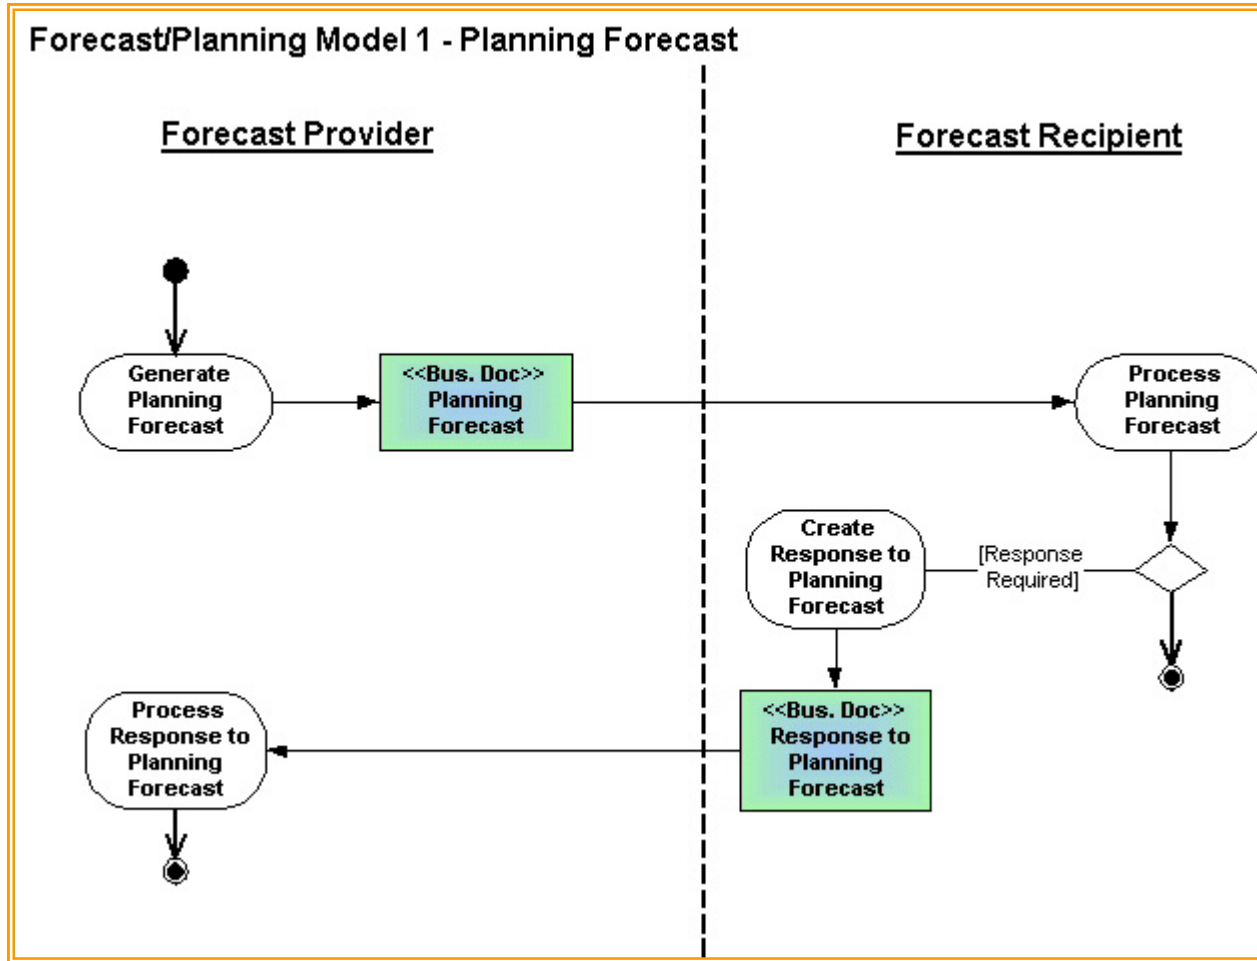 Forecast/Planning Model 1 - Planning Forecast
Forecast Provider
Forecast Recipient
Generate
Planning
Forecast
<<Bus. Doc>>
Planning
Forecast
Process
Planning
Forecast
Create
Response to
Planning
Forecast
[Response
Required]
Process
Response to
Planning
Forecast
<<Bus. Doc>>
Response to
Planning
Forecast